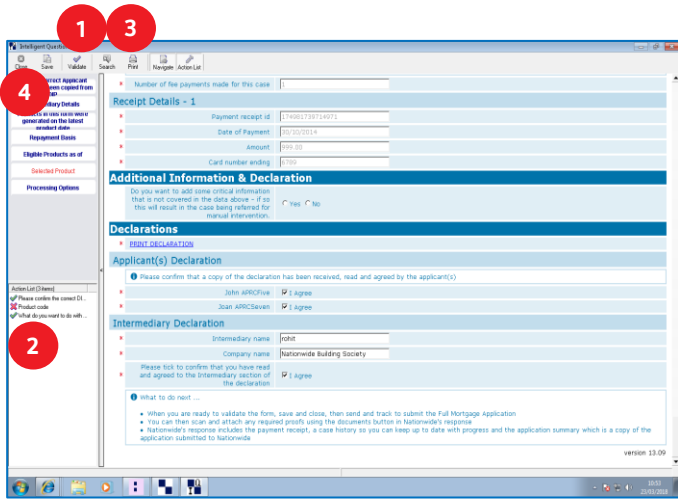 1
3
Intelligent Questio
Close
Save
Validate
Search
Print
Navigate
Action List
4
orrect Applicant
een copied from
diary Details
in this form were
generated on the latest
product date
Repayment Basis
Eligible Products as of
Selected Product
Processing Options
Action List [3 items]
Please confirm the correct DI...
Product code
What do you want to do with...
2
* Number of fee payments made for this case 1
Receipt Details - 1
* Payment receipt id 174981739714971
* Date of Payment 30/10/2014
* Amount 999.00
* Card number ending 6789
Additional Information & Declaration
Do you want to add some critical information
that is not covered in the data above - if so
this will result in the case being referred for
manual intervention.
Yes No
Declarations
* PRINT DECLARATION
Applicant(s) Declaration
Please confirm that a copy of the declaration has been received, read and agreed by the applicant(s)
* John APRCFive I Agree
* Joan APRCSeven I Agree
Intermediary Declaration
* Intermediary name rohit
* Company name Nationwide Building Society
Please tick to confirm that you have read
* and agreed to the Intermediary section of I Agree
the declaration
What to do next ...
• When you are ready to validate the form, save and close, then send and track to submit the Full Mortgage Application
• You can then scan and attach any required proofs using the documents button in Nationwide's response
• Nationwide's response includes the payment receipt, a case history so you can keep up to date with progress and the application summary which is a copy of the
application submitted to Nationwide
version 13.09
10:53